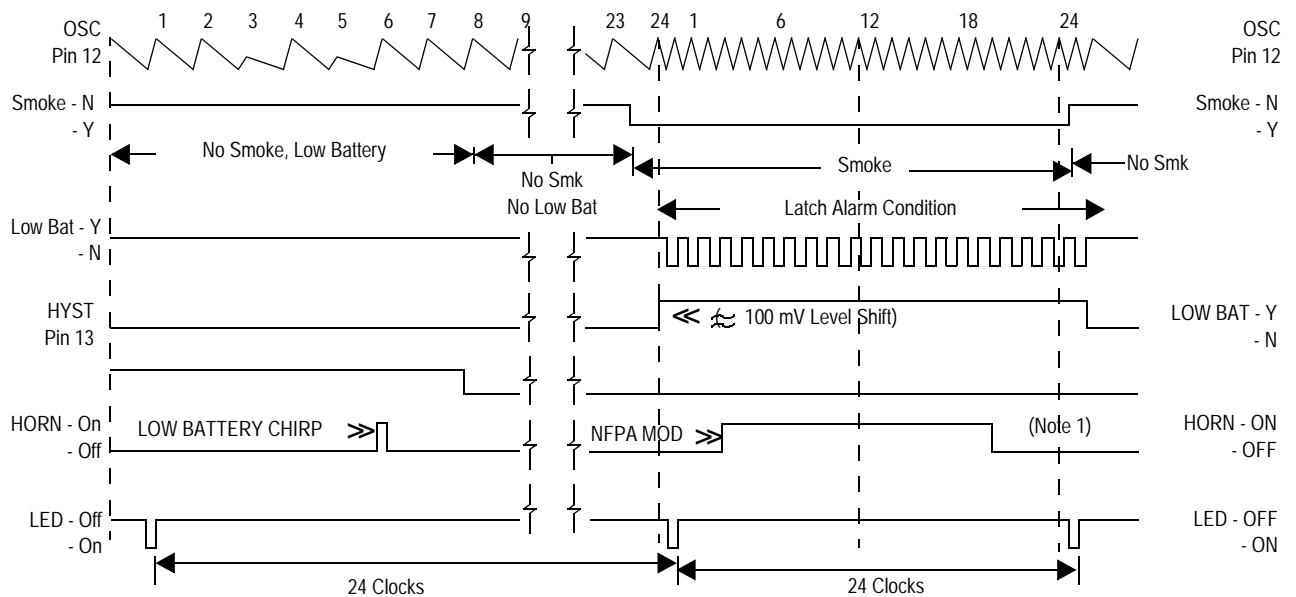 1 2 3 4 5 6 7 8 9 23 24 1 6 12 18 24
OSC
Pin 12
OSC
Pin 12
Smoke - N
- Y
Smoke - N
- Y
No Smoke, Low Battery
No Smk
No Low Bat
Smoke
No Smk
Latch Alarm Condition
Low Bat - Y
- N
HYST
Pin 13
≪ 100 mV Level Shift)
LOW BAT - Y
- N
HORN - On
- Off
LOW BATTERY CHIRP ≫
NFPA MOD ≫
(Note 1)
HORN - ON
- OFF
LED - Off
- On
LED - OFF
- ON
24 Clocks
24 Clocks